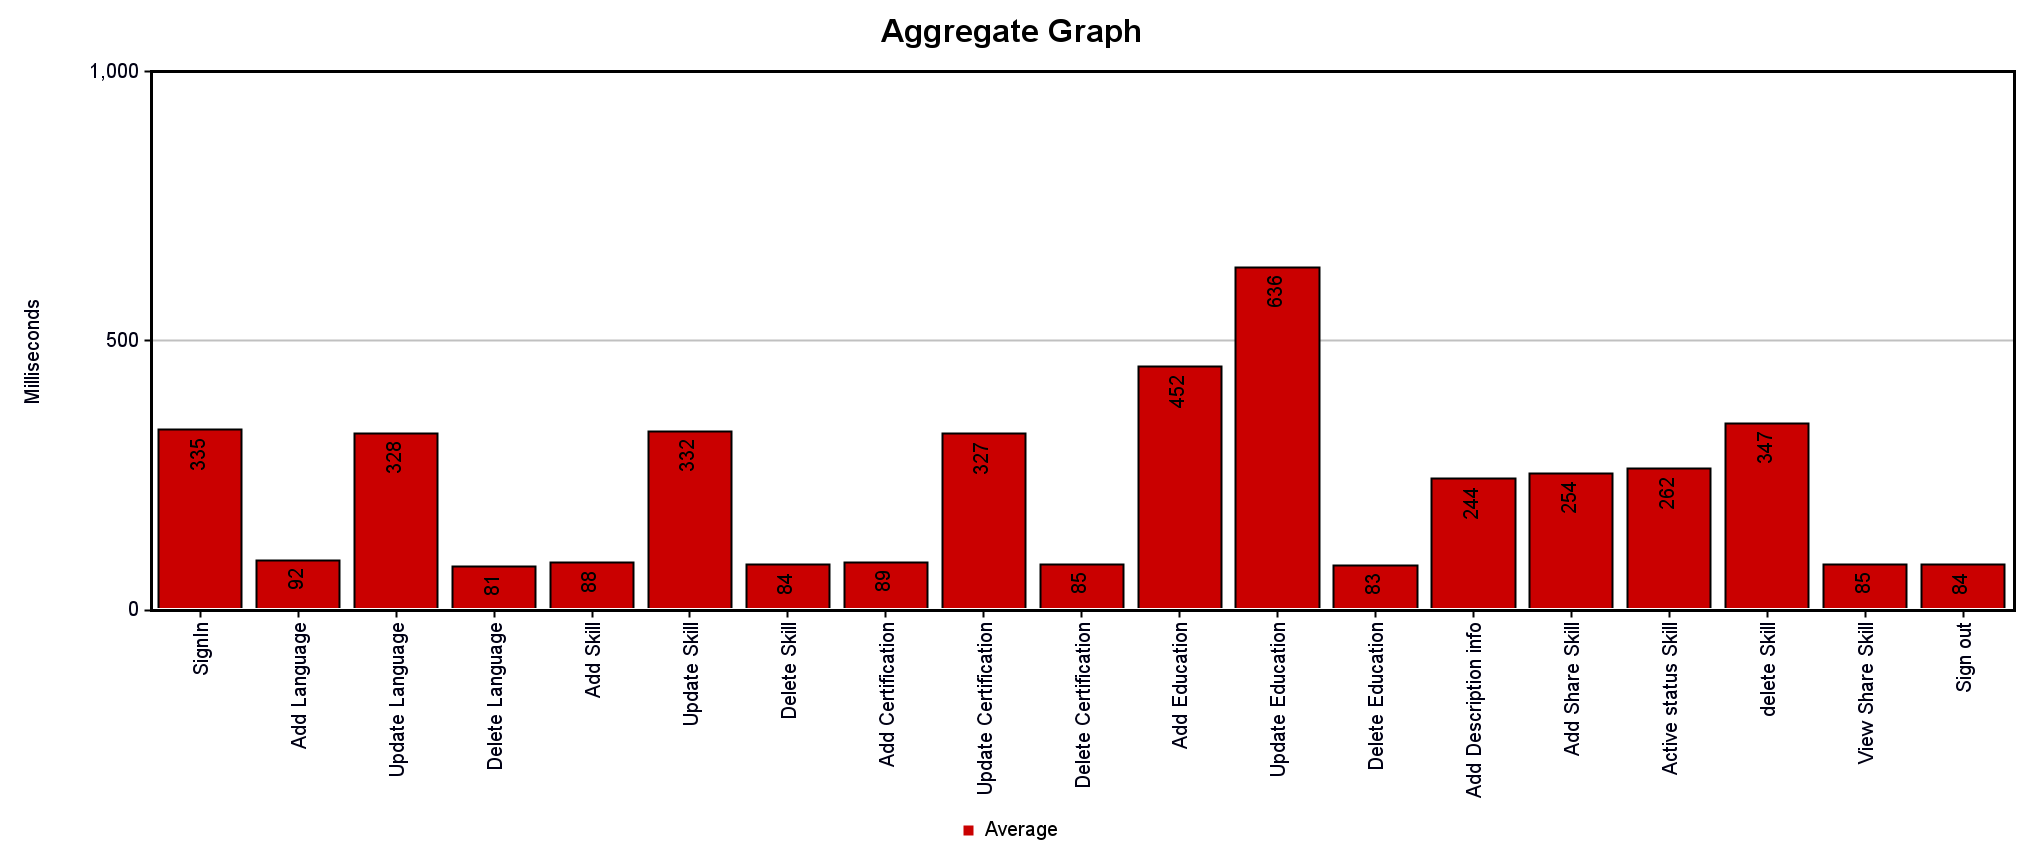 Aggregate Graph
1,000
500
0
Milliseconds
335
92
328
81
88
332
84
89
327
85
452
636
83
244
254
262
347
85
84
SignIn
Add Language
Update Language
Delete Language
Add Skill
Update Skill
Delete Skill
Add Certification
Update Certification
Delete Certification
Add Education
Update Education
Delete Education
Add Description info
Add Share Skill
Active status Skill
delete Skill
View Share Skill
Sign out
Average